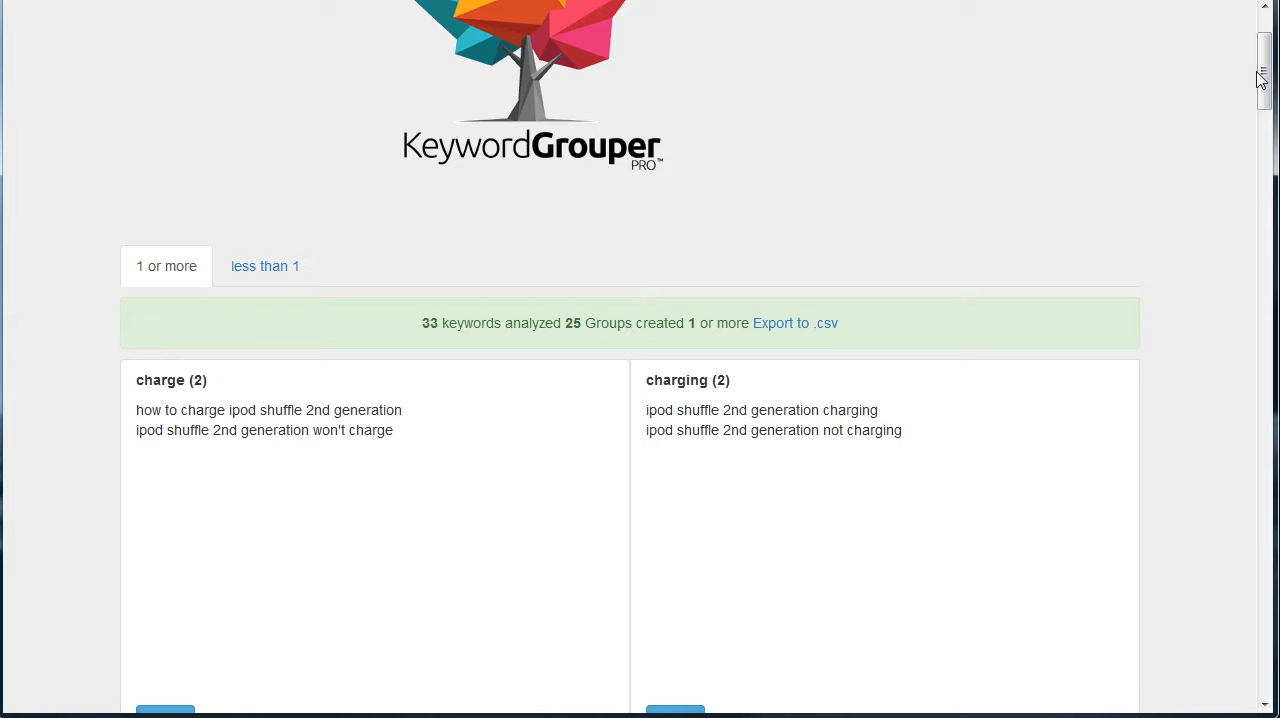 KeywordGrouper
PRO™
1 or more
less than 1
33 keywords analyzed 25 Groups created 1 or more Export to .csv
charge (2)
how to charge ipod shuffle 2nd generation
ipod shuffle 2nd generation won't charge
charging (2)
ipod shuffle 2nd generation charging
ipod shuffle 2nd generation not charging